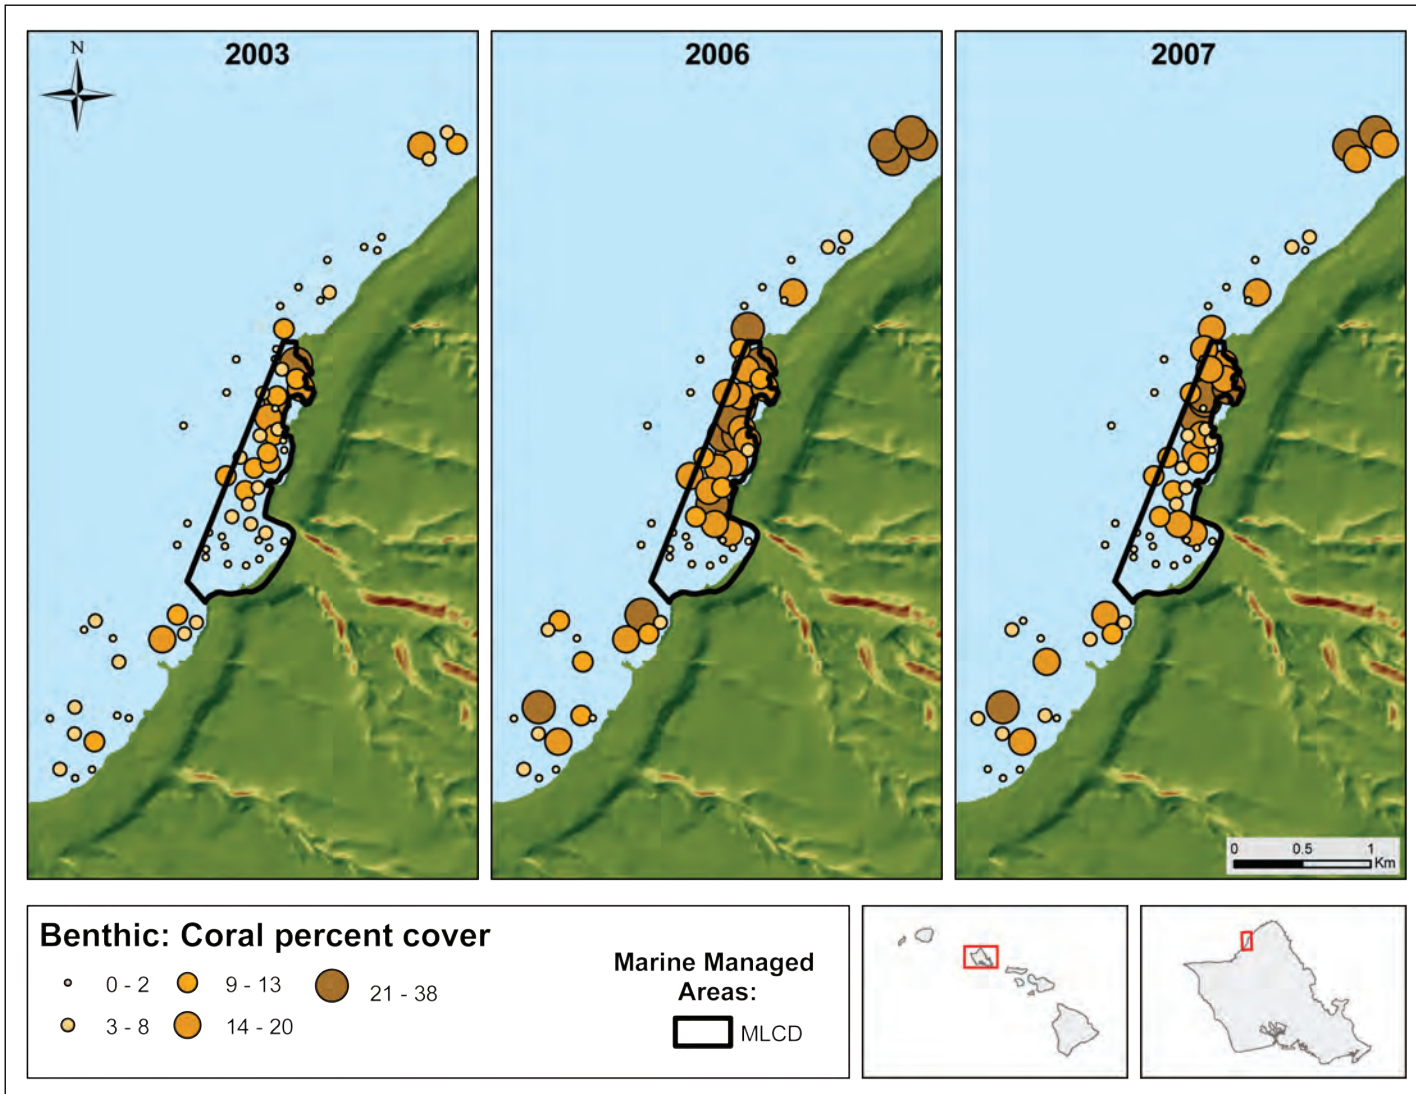 2003
2006
2007
N
0 0.5 1
Km
Benthic: Coral percent cover
0 - 2
9 - 13
21 - 38
3 - 8
14 - 20
Marine Managed
Areas:
MLCD